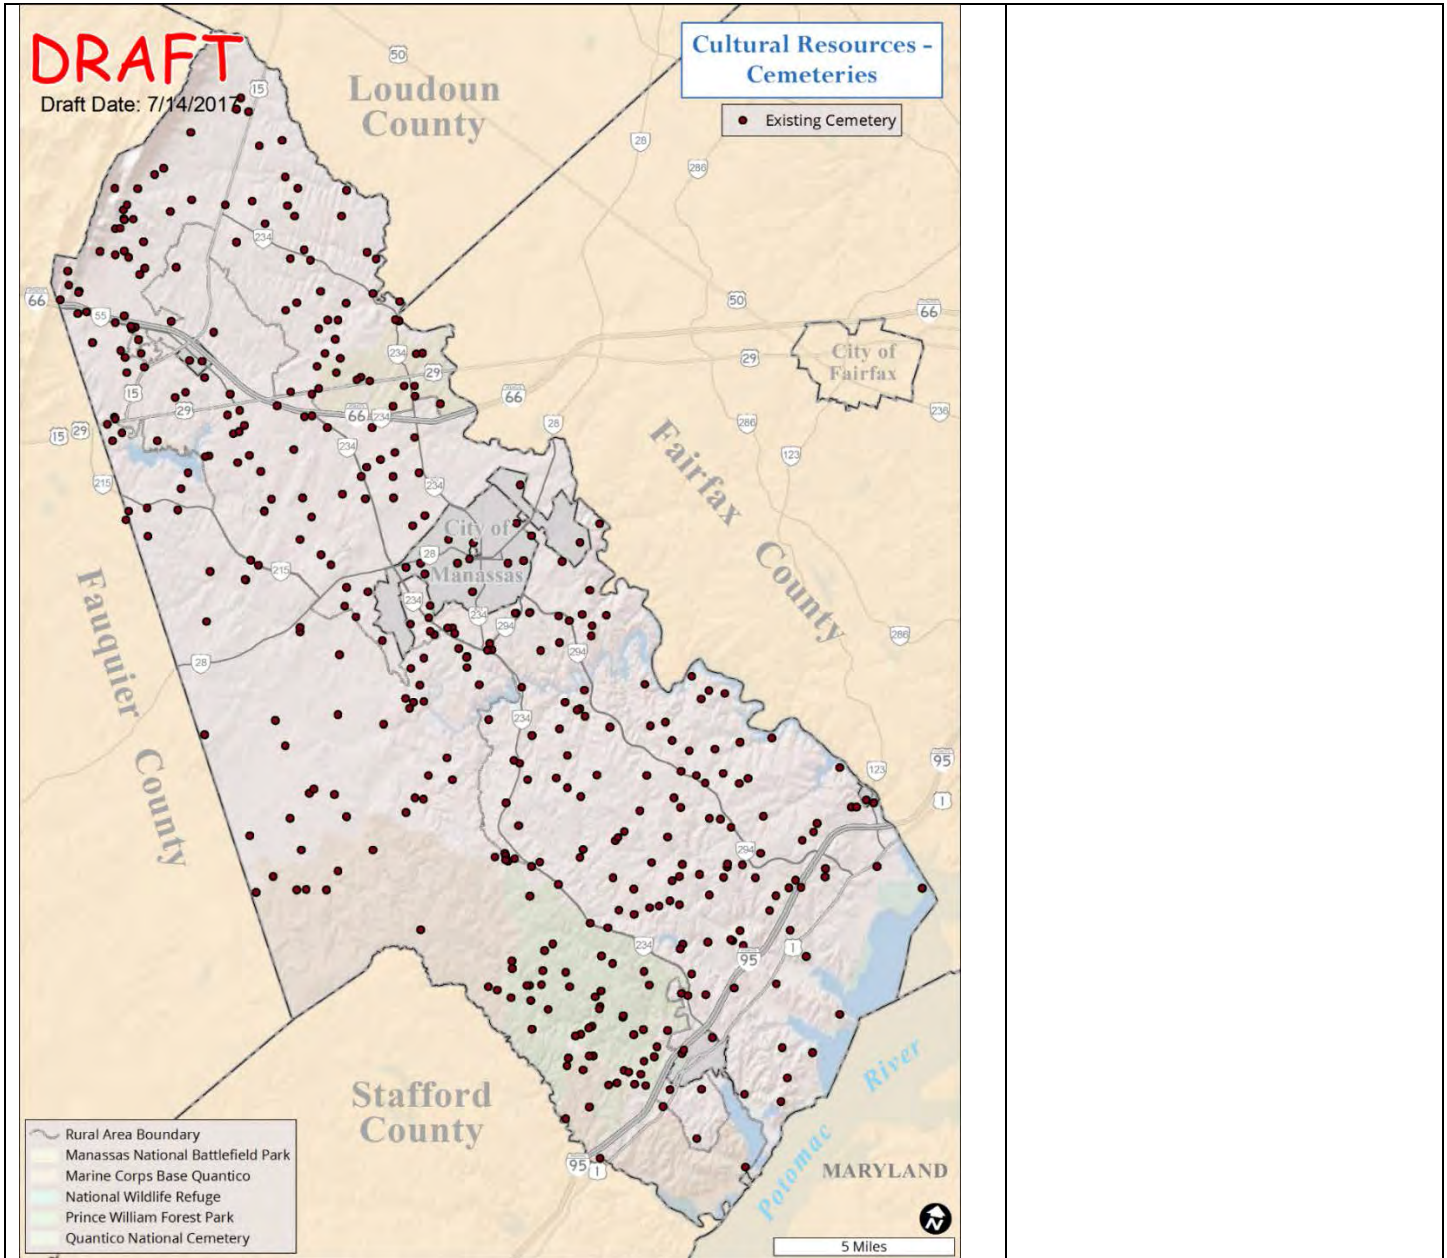 DRAFT
Draft Date: 7/14/2017
Cultural Resources -
Cemeteries
Existing Cemetery
50
Loudoun
County
15
28
286
234
66
55
50
66
234
29
29
City of
Fairfax
15
29
66
234
66
15
29
234
28
286
236
123
Fairfax
County
215
234
City of
Manassas
28
215
234
234
294
294
286
Fauquier
County
28
234
123
95
1
294
234
95
1
Stafford
County
River
Potomac
95
1
MARYLAND
Rural Area Boundary
Manassas National Battlefield Park
Marine Corps Base Quantico
National Wildlife Refuge
Prince William Forest Park
Quantico National Cemetery
N
5 Miles